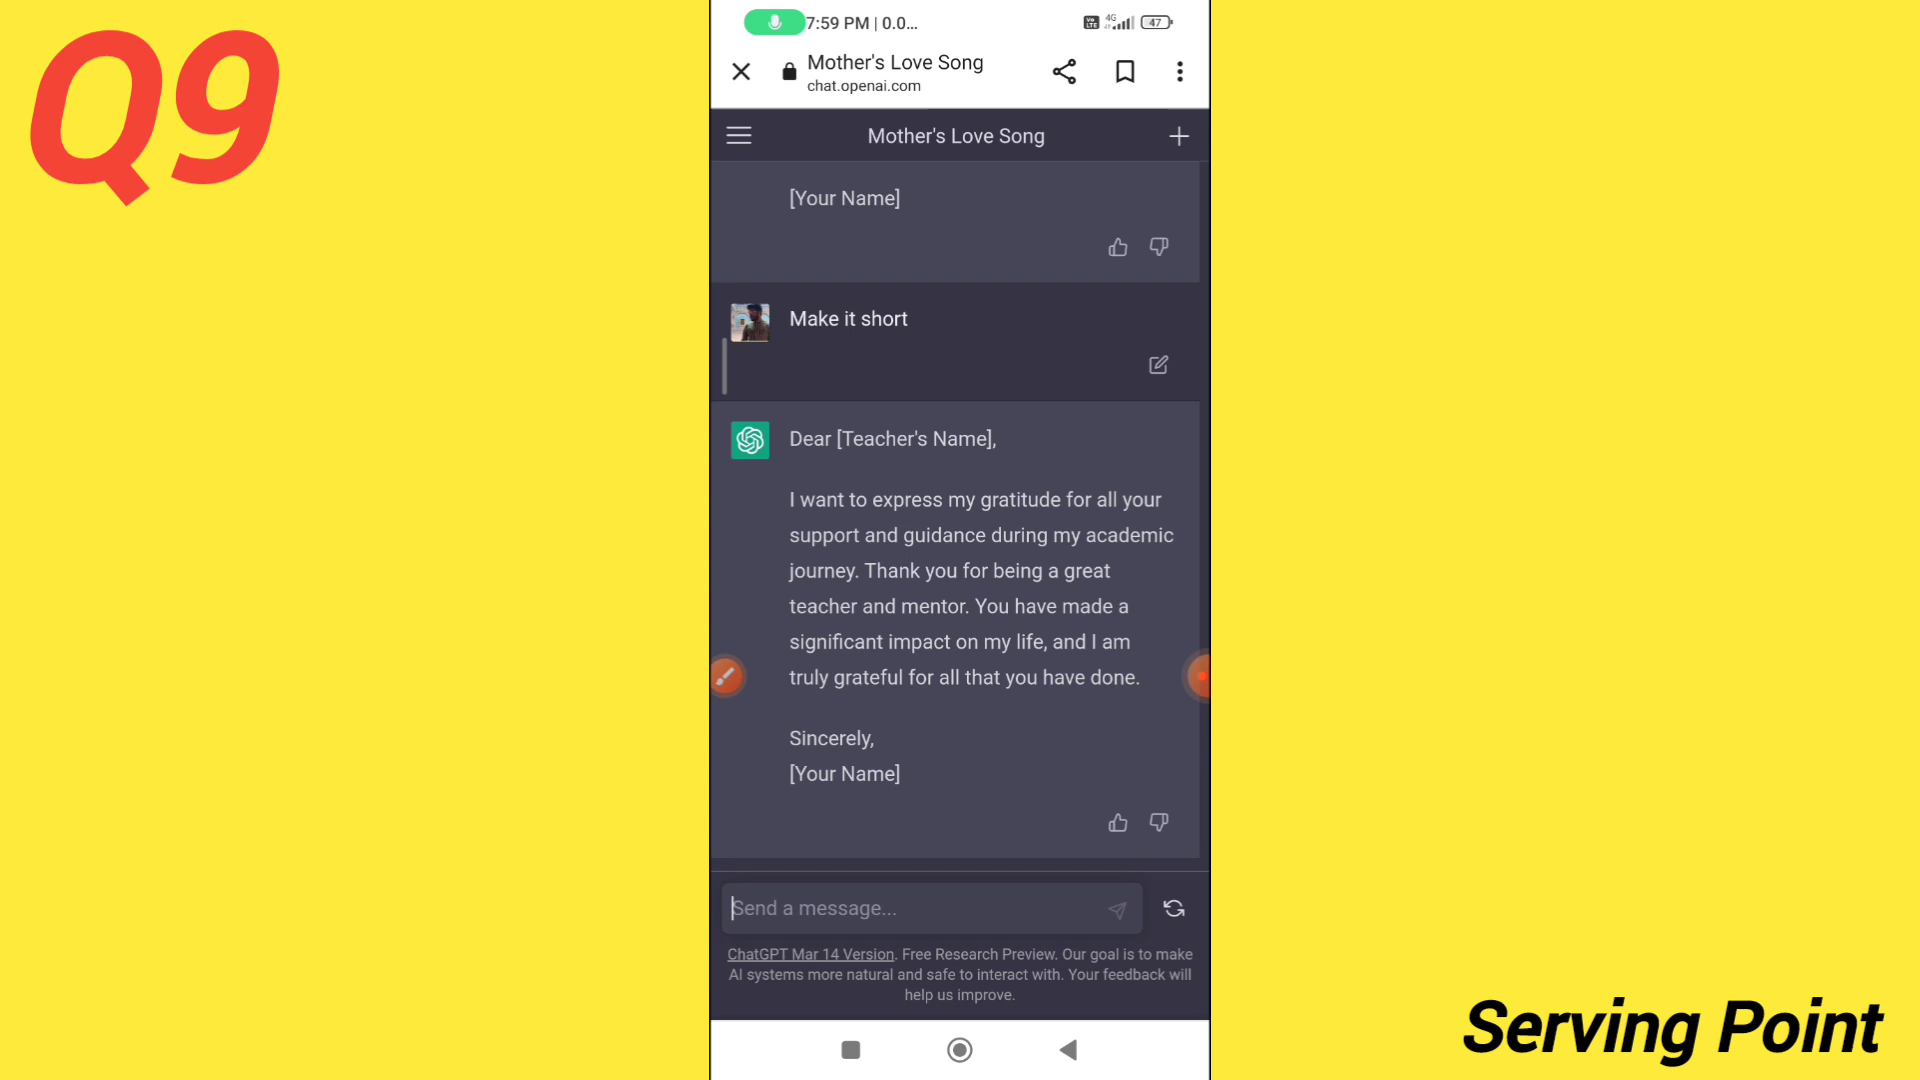 Q9
7:59 PM | 0.0...
Vo LTE 4G 47
Mother's Love Song
chat.openai.com
Mother's Love Song
[Your Name]
Make it short
Dear [Teacher's Name],
I want to express my gratitude for all your
support and guidance during my academic
journey. Thank you for being a great
teacher and mentor. You have made a
significant impact on my life, and I am
truly grateful for all that you have done.
Sincerely,
[Your Name]
Send a message...
ChatGPT Mar 14 Version. Free Research Preview. Our goal is to make
AI systems more natural and safe to interact with. Your feedback will
help us improve.
Serving Point